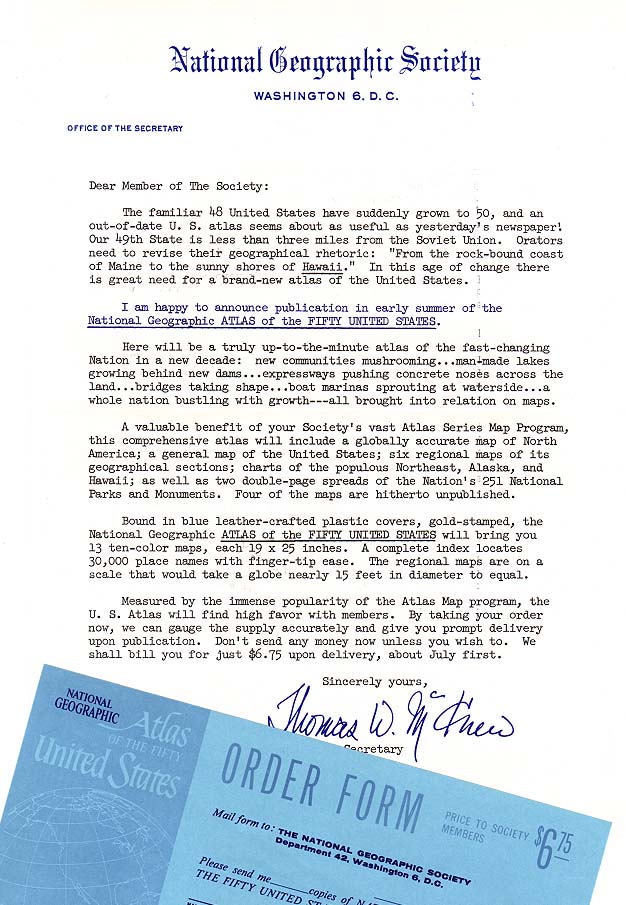 National Geographic Society
WASHINGTON 6. D. C.
OFFICE OF THE SECRETARY
Dear Member of The Society:
The familiar 48 United States have suddenly grown to 50, and an
out-of-date U. S. atlas seems about as useful as yesterday's newspaper!
Our 49th State is less than three miles from the Soviet Union. Orators
need to revise their geographical rhetoric: "From the rock-bound coast
of Maine to the sunny shores of Hawaii." In this age of change there
is great need for a brand-new atlas of the United States.
I am happy to announce publication in early summer of the
National Geographic ATLAS of the FIFTY UNITED STATES.
Here will be a truly up-to-the-minute atlas of the fast-changing
Nation in a new decade: new communities mushrooming...man-made lakes
growing behind new dams...expressways pushing concrete noses across the
land...bridges taking shape...boat marinas sprouting at waterside...a
whole nation bustling with growth---all brought into relation on maps.
A valuable benefit of your Society's vast Atlas Series Map Program,
this comprehensive atlas will include a globally accurate map of North
America; a general map of the United States; six regional maps of its
geographical sections; charts of the populous Northeast, Alaska, and
Hawaii; as well as two double-page spreads of the Nation's 251 National
Parks and Monuments. Four of the maps are hitherto unpublished.
Bound in blue leather-crafted plastic covers, gold-stamped, the
National Geographic ATLAS of the FIFTY UNITED STATES will bring you
13 ten-color maps, each 19 x 25 inches. A complete index locates
30,000 place names with finger-tip ease. The regional maps are on a
scale that would take a globe nearly 15 feet in diameter to equal.
Measured by the immense popularity of the Atlas Map program, the
U. S. Atlas will find high favor with members. By taking your order
now, we can gauge the supply accurately and give you prompt delivery
upon publication. Don't send any money now unless you wish to. We
shall bill you for just $6.75 upon delivery, about July first.
Sincerely yours,
Thomas W. McKnew
Secretary
NATIONAL
GEOGRAPHIC
Atlas
OF THE FIFTY
United States
ORDER FORM
PRICE TO SOCIETY
MEMBERS
$6.75
Mail form to: THE NATIONAL GEOGRAPHIC SOCIETY
Department 42, Washington 6, D.C.
Please send me copies of
THE FIFTY UNITED